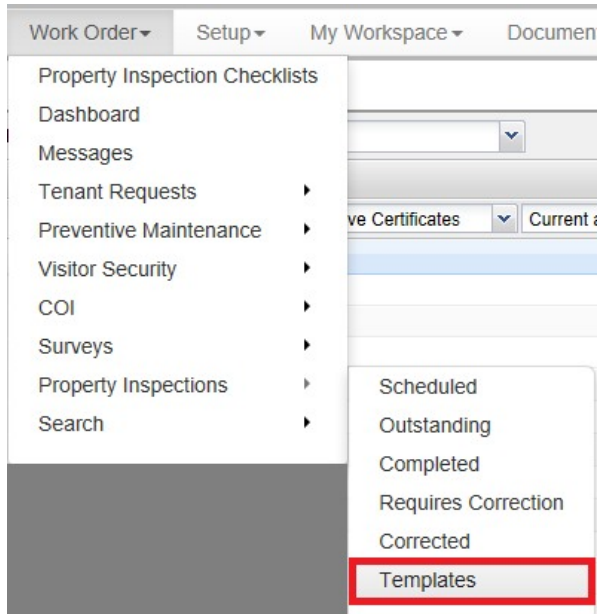 Work Order Setup My Workspace Documen
Property Inspection Checklists
Dashboard
Messages
Tenant Requests
Preventive Maintenance
ve Certificates Current a
Visitor Security
COI
Surveys
Property Inspections
Search
Scheduled
Outstanding
Completed
Requires Correction
Corrected
Templates